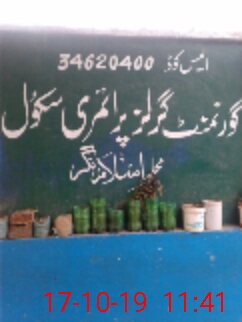 ایمس کوڈ 34620400
گورنمنٹ گرلز پرائمری سکول
محلہ اسلام نگر
17-10-19 11:41